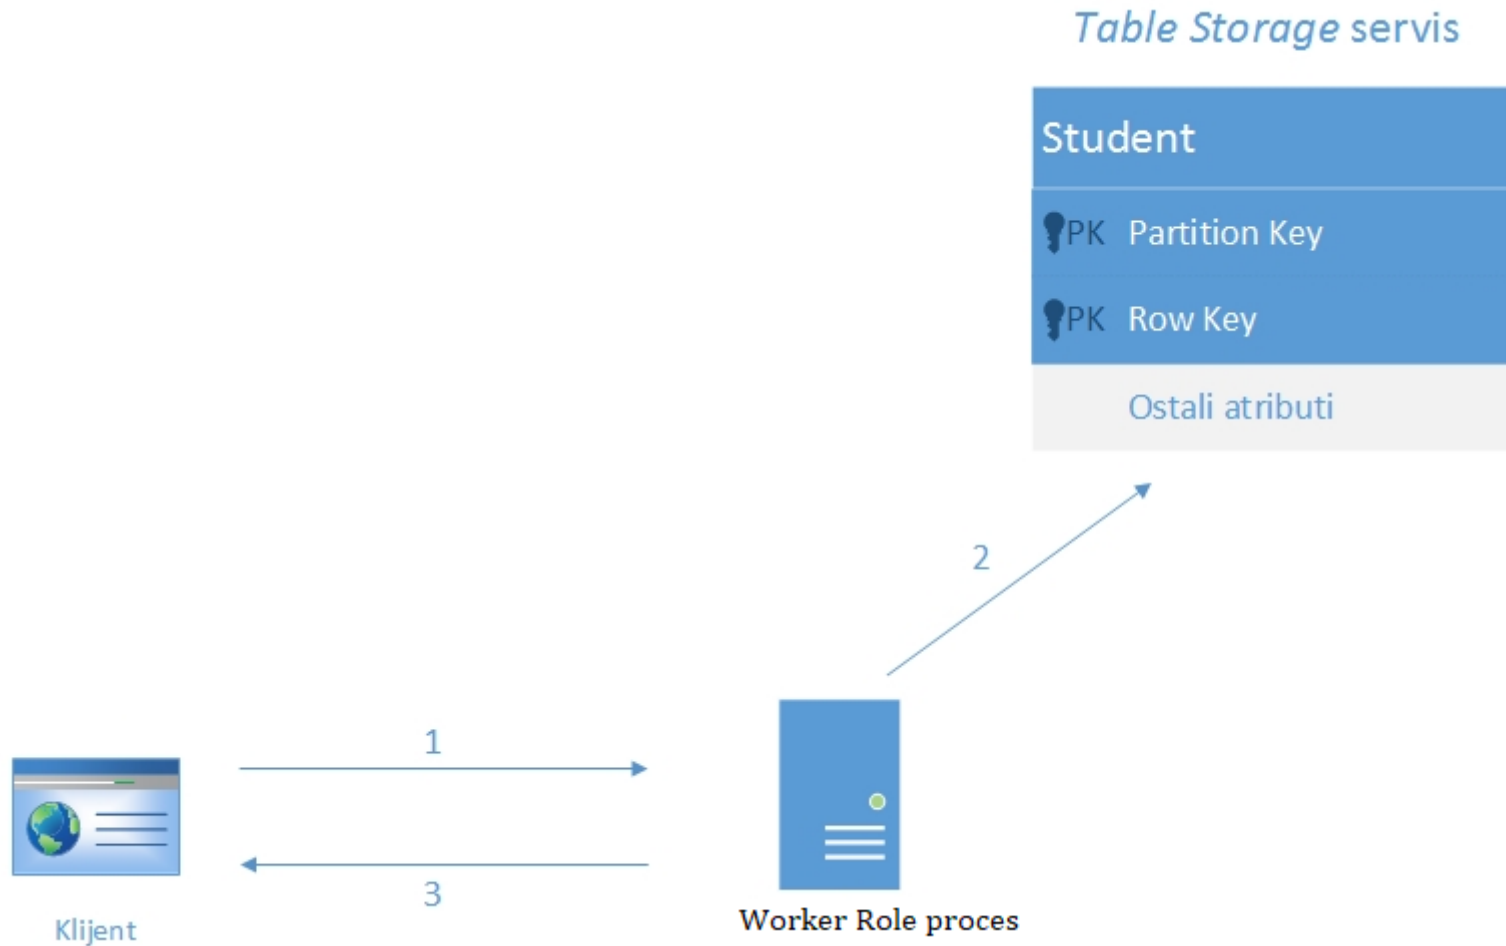 Table Storage servis
Student
PK Partition Key
PK Row Key
Ostali atributi
2
1
3
Klijent
Worker Role proces